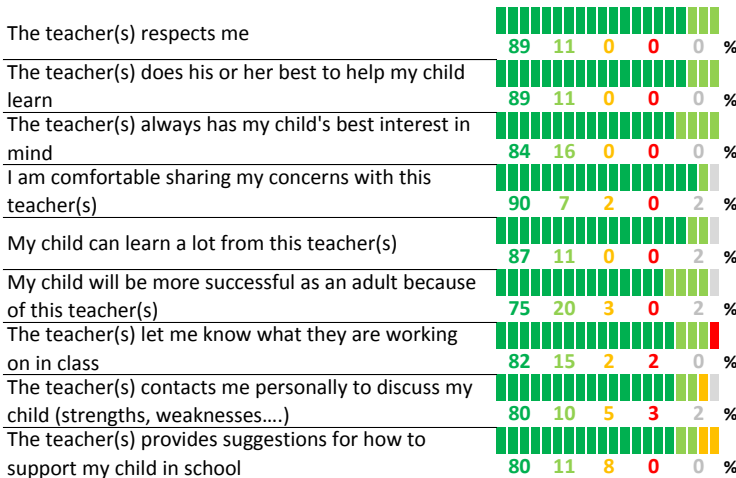 The teacher(s) respects me
89 11 0 0 0 %
The teacher(s) does his or her best to help my child
learn
89 11 0 0 0 %
The teacher(s) always has my child's best interest in
mind
84 16 0 0 0 %
I am comfortable sharing my concerns with this
teacher(s)
90 7 2 0 2 %
My child can learn a lot from this teacher(s)
87 11 0 0 2 %
My child will be more successful as an adult because
of this teacher(s)
75 20 3 0 2 %
The teacher(s) let me know what they are working
on in class
82 15 2 2 0 %
The teacher(s) contacts me personally to discuss my
child (strengths, weaknesses....)
80 10 5 3 2 %
The teacher(s) provides suggestions for how to
support my child in school
80 11 8 0 0 %